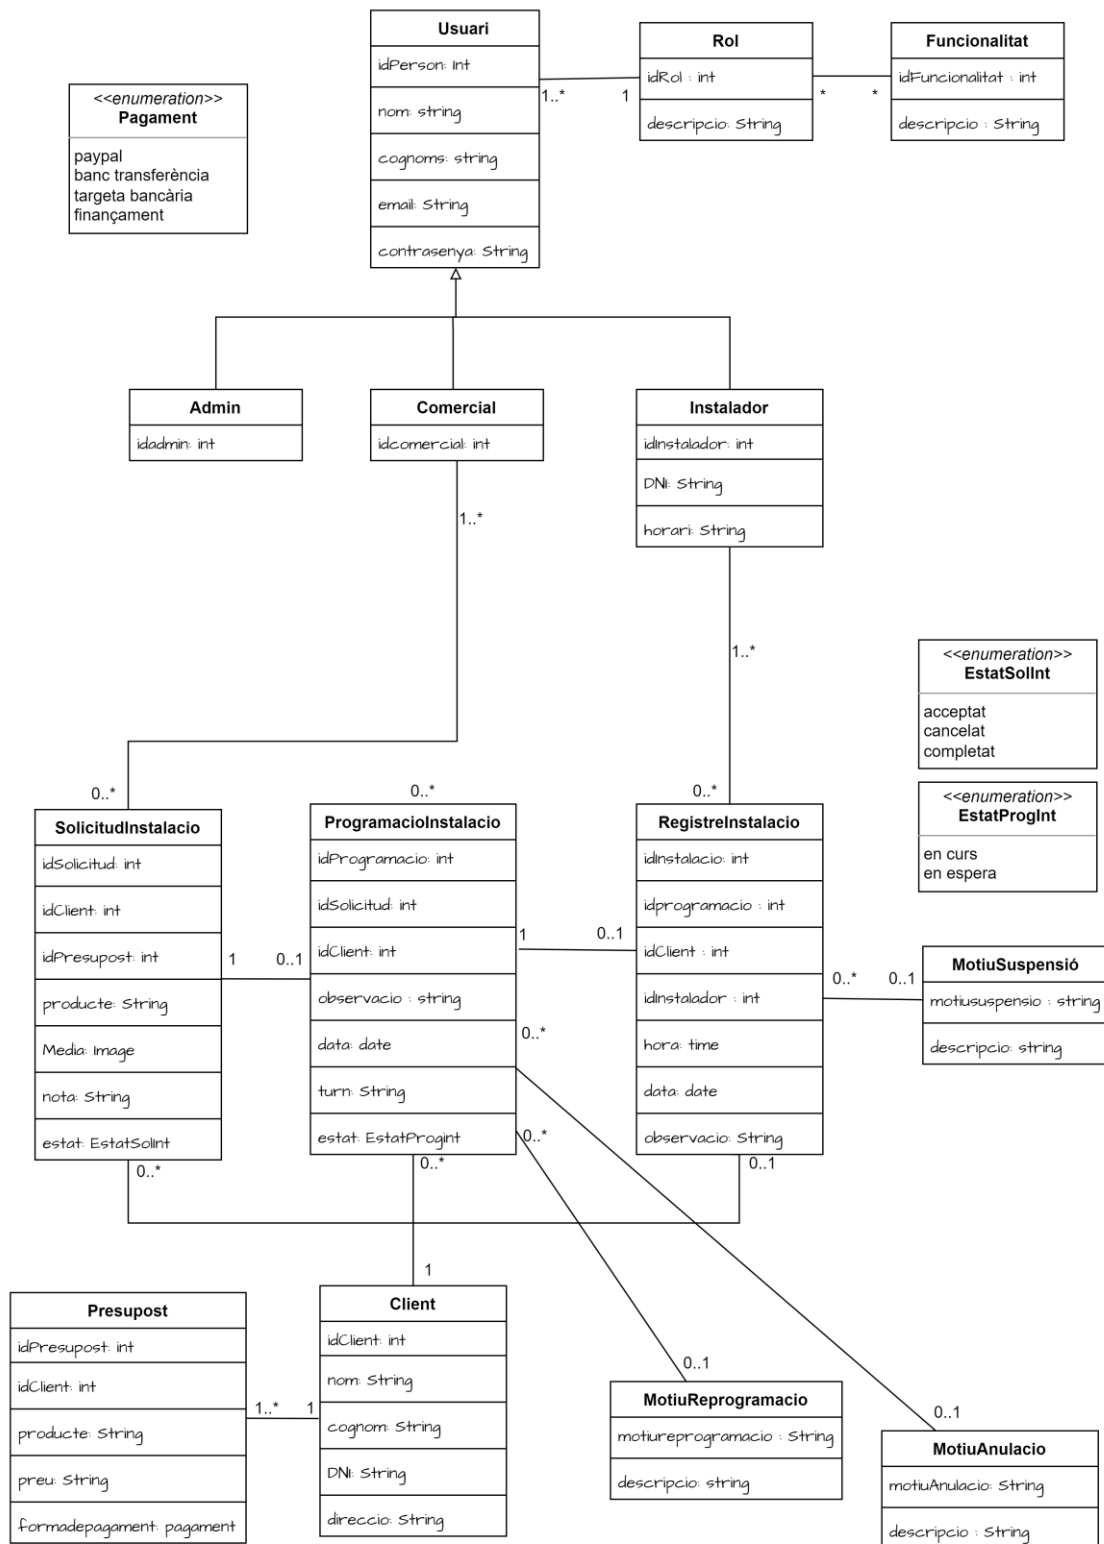 Usuari
idPerson: Int
nom: string
cognoms: string
email: String
contrasenya: String
1..*
1
Rol
idRol : int
descripcio: String
*
*
Funcionalitat
idFuncionalitat : int
descripcio : String
<<enumeration>>
Pagament
paypal
banc transferència
targeta bancària
finançament
Admin
idadmin: int
Comercial
idcomercial: int
Instalador
idInstalador: int
DNI: String
horari: String
1..*
1..*
<<enumeration>>
EstatSolInt
acceptat
cancelat
completat
<<enumeration>>
EstatProgInt
en curs
en espera
0..*
0..*
0..*
SolicitudInstalacio
idSolicitud: int
idClient: int
idPresupost: int
producte: String
Media: Image
nota: String
estat: EstatSolInt
1
0..1
ProgramacioInstalacio
idProgramacio: int
idSolicitud: int
idClient: int
observacio : string
data: date
turn: String
estat: EstatProgint
1
0..1
0..*
0..*
RegistreInstalacio
idInstalacio: int
idprogramacio : int
idClient : int
idInstalador : int
hora: time
data: date
observacio: String
0..*
0..1
MotiuSuspensió
motiususpensio : string
descripcio: string
0..*
0..*
0..1
1
Presupost
idPresupost: int
idClient: int
producte: String
preu: String
formadepagament: pagament
1..*
1
Client
idClient: int
nom: String
cognom: String
DNI: String
direccio: String
0..1
MotiuReprogramacio
motiureprogramacio : String
descripcio: string
0..1
MotiuAnulacio
motiuAnulacio: String
descripcio : String